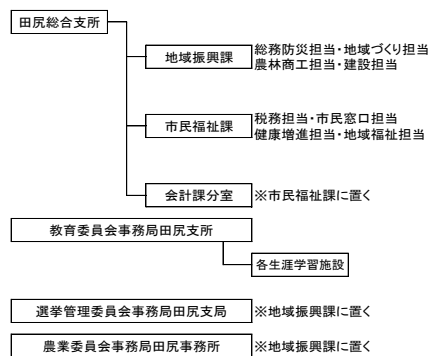 田尻総合支所
地域振興課
総務防災担当・地域づくり担当
農林商工担当・建設担当
市民福祉課
税務担当・市民窓口担当
健康増進担当・地域福祉担当
会計課分室
※市民福祉課に置く
教育委員会事務局田尻支所
各生涯学習施設
選挙管理委員会事務局田尻支局
※地域振興課に置く
農業委員会事務局田尻事務所
※地域振興課に置く